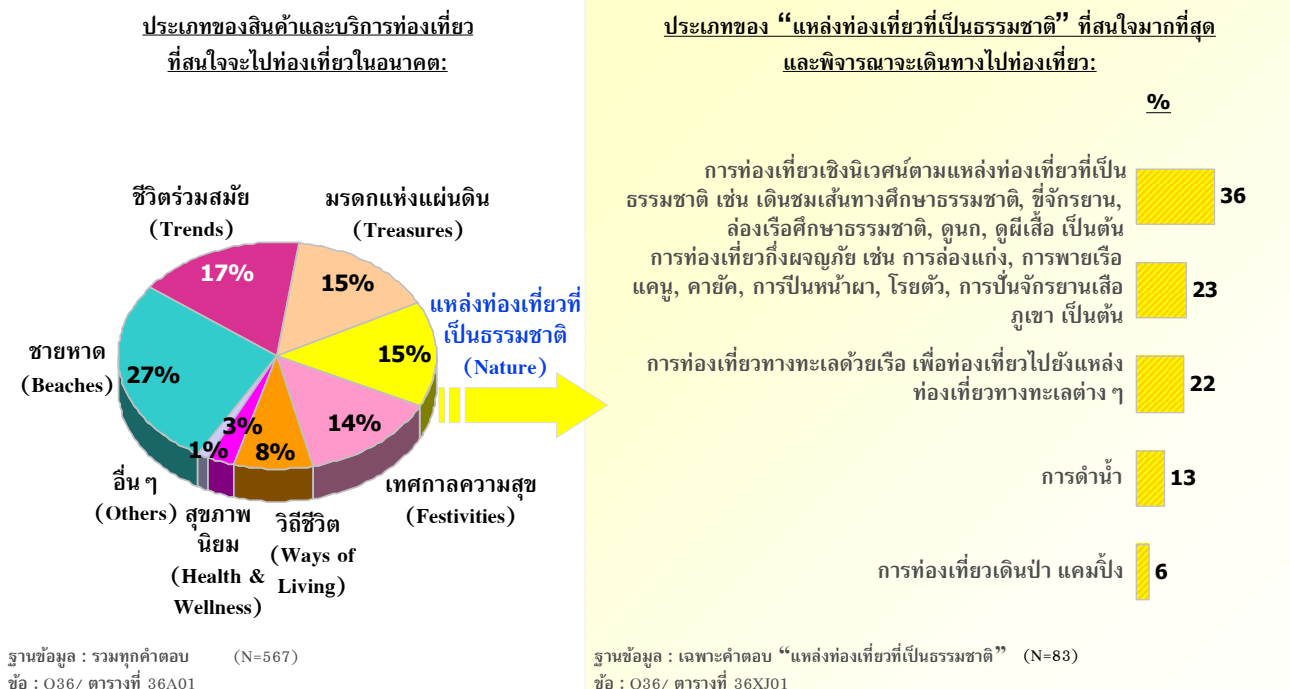 ประเภทของสินค้าและบริการท่องเที่ยว
ที่สนใจจะไปท่องเที่ยวในอนาคต:
ชีวิตร่วมสมัย
(Trends)
มรดกแห่งแผ่นดิน
(Treasures)
17%
15%
แหล่งท่องเที่ยวที่
เป็นธรรมชาติ
(Nature)
15%
ชายหาด
(Beaches)
27%
14%
3%
1%
8%
อื่น ๆ
(Others)
สุขภาพ
นิยม
(Health &
Wellness)
วิถีชีวิต
(Ways of
Living)
เทศกาลความสุข
(Festivities)
ฐานข้อมูล : รวมทุกคำตอบ (N=567)
ข้อ : Q36/ ตารางที่ 36A01
ประเภทของ “แหล่งท่องเที่ยวที่เป็นธรรมชาติ” ที่สนใจมากที่สุด
และพิจารณาจะเดินทางไปท่องเที่ยว:
%
การท่องเที่ยวเชิงนิเวศน์ตามแหล่งท่องเที่ยวที่เป็น
ธรรมชาติ เช่น เดินชมเส้นทางศึกษาธรรมชาติ, ขี่จักรยาน,
ล่องเรือศึกษาธรรมชาติ, ดูนก, ดูผีเสื้อ เป็นต้น
36
การท่องเที่ยวกึ่งผจญภัย เช่น การล่องแก่ง, การพายเรือ
แคนู, คายัค, การปีนหน้าผา, โรยตัว, การปั่นจักรยานเสือ
ภูเขา เป็นต้น
23
การท่องเที่ยวทางทะเลด้วยเรือ เพื่อท่องเที่ยวไปยังแหล่ง
ท่องเที่ยวทางทะเลต่าง ๆ
22
การดำน้ำ
13
การท่องเที่ยวเดินป่า แคมปิ้ง
6
ฐานข้อมูล : เฉพาะคำตอบ “แหล่งท่องเที่ยวที่เป็นธรรมชาติ” (N=83)
ข้อ : Q36/ ตารางที่ 36XJ01